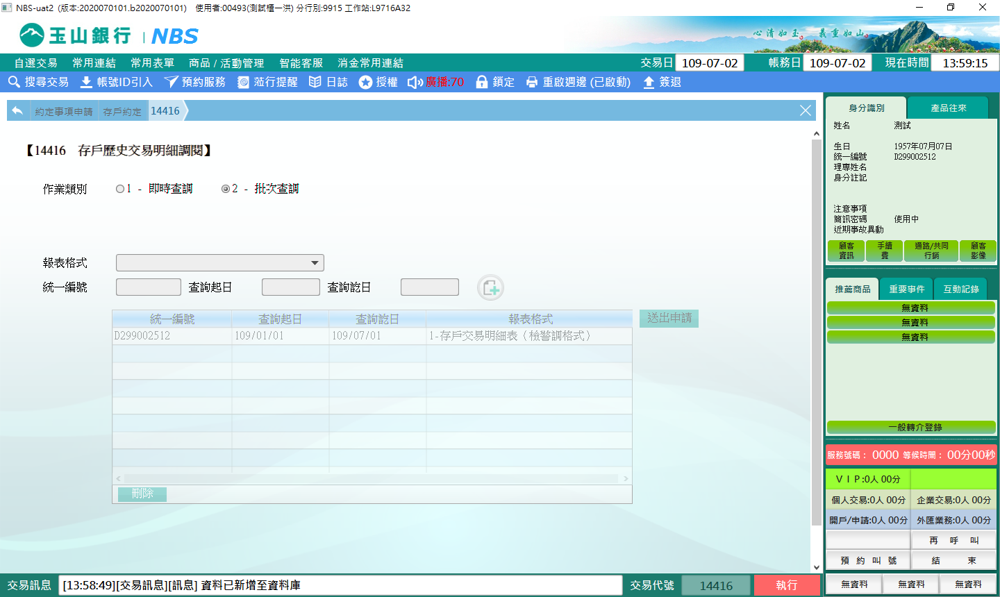 NBS-uat2 (版本:2020070101.b2020070101) 使用者:00493(測試櫃一洪) 分行別:9915 工作站:L9716A32
玉山銀行 NBS
心清如玉。義重如山。
自選交易 常用連結 常用表單 商品 / 活動管理 智能客服 消金常用連結 交易日 109-07-02 帳務日 109-07-02 現在時間 13:59:15
搜尋交易 帳號ID引入 預約服務 蒞行提醒 日誌 授權 廣播:70 鎖定 重啟週邊 (已啟動) 簽退
約定事項申請 存戶約定 14416
【14416 存戶歷史交易明細調閱】
作業類別 1 - 即時查調 2 - 批次查調
報表格式
統一編號 查詢起日 查詢訖日
統一編號 查詢起日 查詢訖日 報表格式 送出申請
D299002512 109/01/01 109/07/01 1-存戶交易明細表（檢警調格式）
刪除
身分識別 產品往來
姓名 測試
生日 1957年07月07日
統一編號 D299002512
理專姓名
身分註記
注意事項
簡訊密碼 使用中
近期事故異動
顧客資訊 手續費 通路/共同行銷 顧客影像
推薦商品 重要事件 互動記錄
無資料
無資料
無資料
一般轉介登錄
服務號碼： 0000 等候時間： 00分00秒
ＶＩＰ:0人 00分
個人交易:0人 00分 企業交易:0人 00分
開戶/申請:0人 00分 外匯業務:0人 00分
再 呼 叫
預 約 叫 號 結 束
無資料 無資料 無資料
交易訊息 [13:58:49][交易訊息][訊息] 資料已新增至資料庫 交易代號 14416 執行